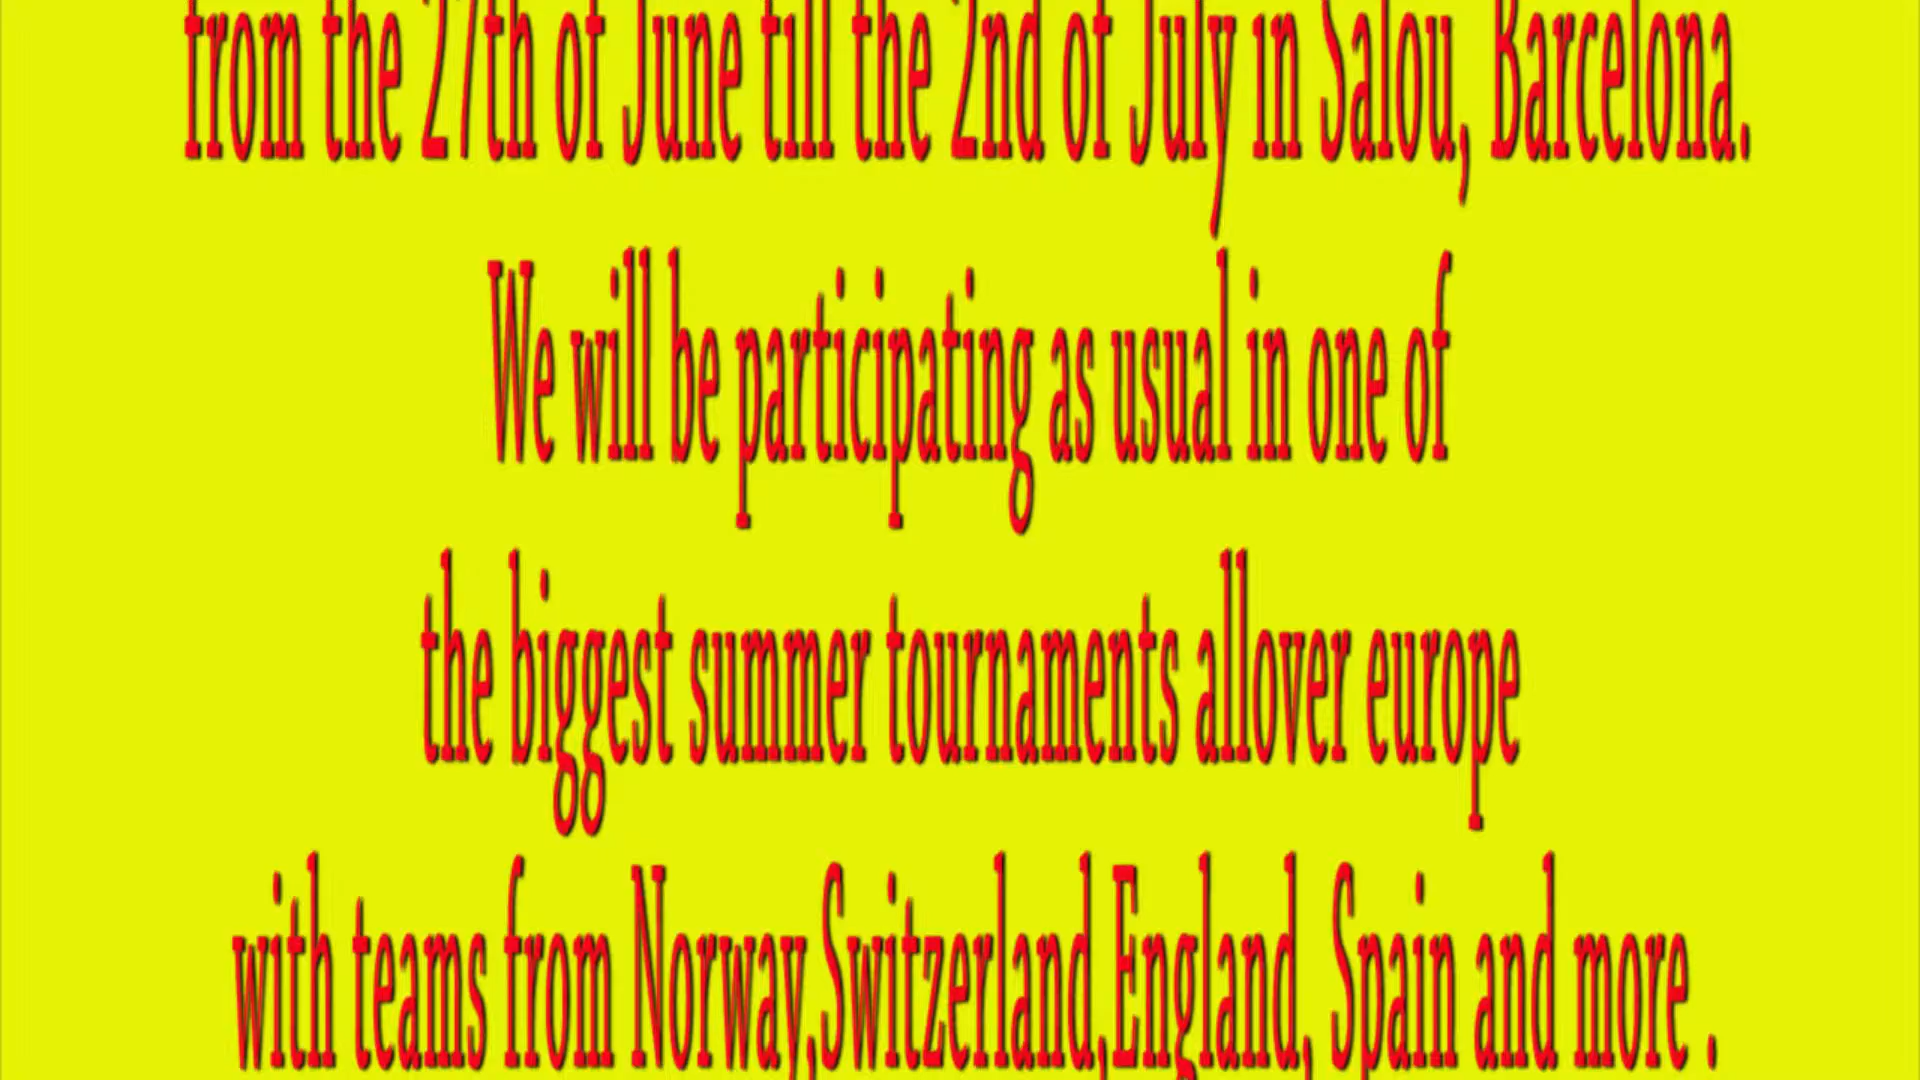 from the 27th of June till the 2nd of July in Salou, Barcelona.
We will be participating as usual in one of
the biggest summer tournaments allover europe
with teams from Norway,Switzerland,England, Spain and more .